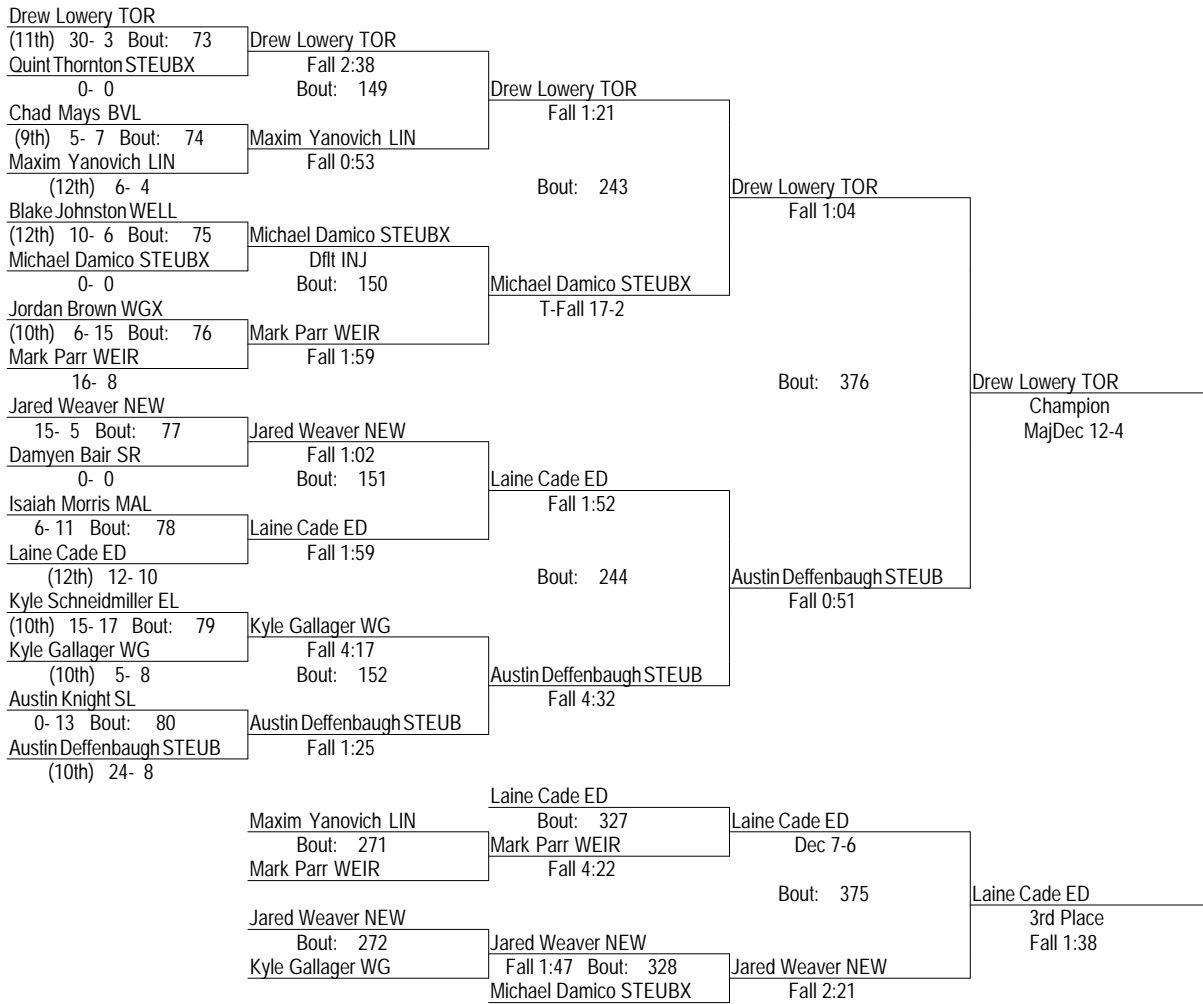 Drew Lowery TOR
(11th) 30- 3 Bout: 73
Quint Thornton STEUBX
0- 0
Chad Mays BVL
(9th) 5- 7 Bout: 74
Maxim Yanovich LIN
(12th) 6- 4
Blake Johnston WELL
(12th) 10- 6 Bout: 75
Michael Damico STEUBX
0- 0
Jordan Brown WGX
(10th) 6- 15 Bout: 76
Mark Parr WEIR
16- 8
Jared Weaver NEW
15- 5 Bout: 77
Damyen Bair SR
0- 0
Isaiah Morris MAL
6- 11 Bout: 78
Laine Cade ED
(12th) 12- 10
Kyle Schneidmiller EL
(10th) 15- 17 Bout: 79
Kyle Gallager WG
(10th) 5- 8
Austin Knight SL
0- 13 Bout: 80
Austin Deffenbaugh STEUB
(10th) 24- 8
Drew Lowery TOR
Fall 2:38
Bout: 149
Maxim Yanovich LIN
Fall 0:53
Michael Damico STEUBX
Dflt INJ
Bout: 150
Mark Parr WEIR
Fall 1:59
Jared Weaver NEW
Fall 1:02
Bout: 151
Laine Cade ED
Fall 1:59
Kyle Gallager WG
Fall 4:17
Bout: 152
Austin Deffenbaugh STEUB
Fall 1:25
Drew Lowery TOR
Fall 1:21
Bout: 243
Michael Damico STEUBX
T-Fall 17-2
Laine Cade ED
Fall 1:52
Bout: 244
Austin Deffenbaugh STEUB
Fall 4:32
Drew Lowery TOR
Fall 1:04
Bout: 376
Austin Deffenbaugh STEUB
Fall 0:51
Drew Lowery TOR
Champion
MajDec 12-4
Maxim Yanovich LIN
Bout: 271
Mark Parr WEIR
Jared Weaver NEW
Bout: 272
Kyle Gallager WG
Laine Cade ED
Bout: 327
Mark Parr WEIR
Fall 4:22
Jared Weaver NEW
Fall 1:47 Bout: 328
Michael Damico STEUBX
Laine Cade ED
Dec 7-6
Bout: 375
Jared Weaver NEW
Fall 2:21
Laine Cade ED
3rd Place
Fall 1:38